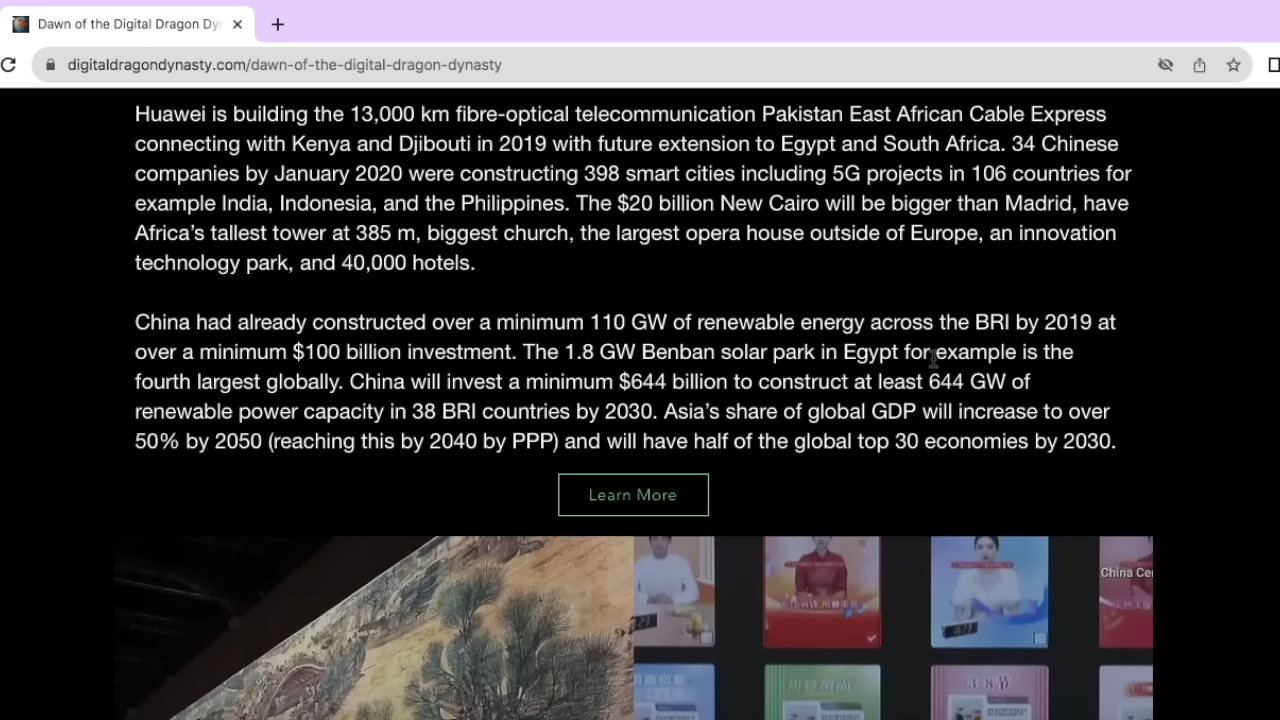 Dawn of the Digital Dragon Dy
digitaldragondynasty.com/dawn-of-the-digital-dragon-dynasty
Huawei is building the 13,000 km fibre-optical telecommunication Pakistan East African Cable Express
connecting with Kenya and Djibouti in 2019 with future extension to Egypt and South Africa. 34 Chinese
companies by January 2020 were constructing 398 smart cities including 5G projects in 106 countries for
example India, Indonesia, and the Philippines. The $20 billion New Cairo will be bigger than Madrid, have
Africa’s tallest tower at 385 m, biggest church, the largest opera house outside of Europe, an innovation
technology park, and 40,000 hotels.
China had already constructed over a minimum 110 GW of renewable energy across the BRI by 2019 at
over a minimum $100 billion investment. The 1.8 GW Benban solar park in Egypt for example is the
fourth largest globally. China will invest a minimum $644 billion to construct at least 644 GW of
renewable power capacity in 38 BRI countries by 2030. Asia’s share of global GDP will increase to over
50% by 2050 (reaching this by 2040 by PPP) and will have half of the global top 30 economies by 2030.
Learn More
China Cer
3·8节